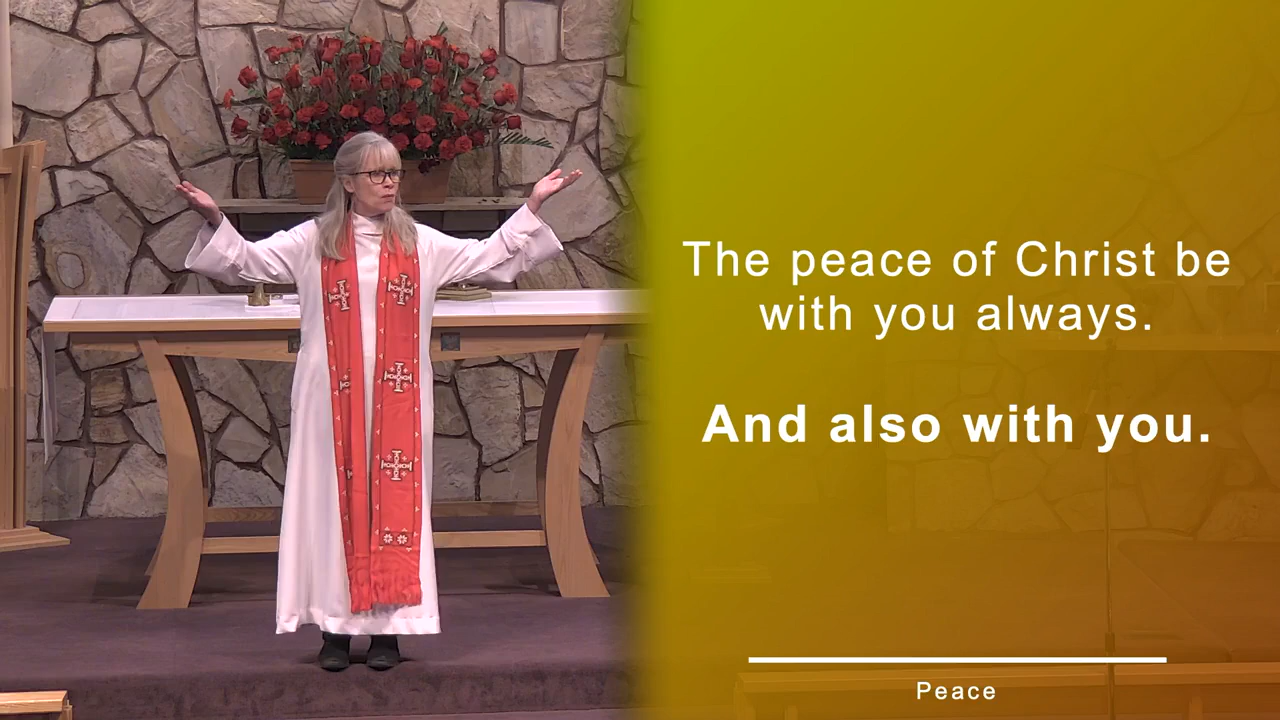 The peace of Christ be
with you always.
And also with you.
Peace